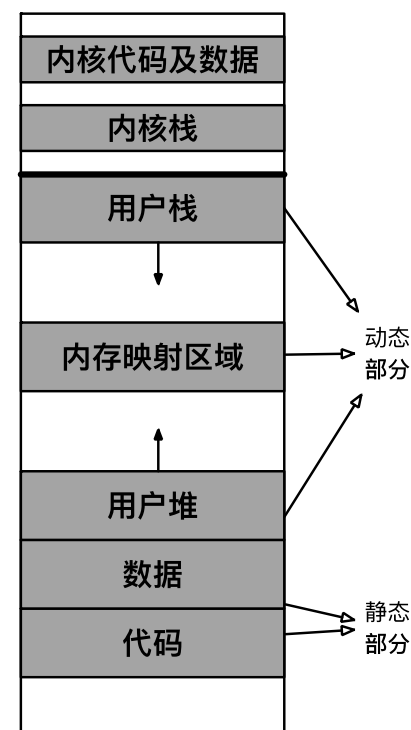 内核代码及数据
内核栈
用户栈
内存映射区域
动态
部分
用户堆
数据
代码
静态
部分